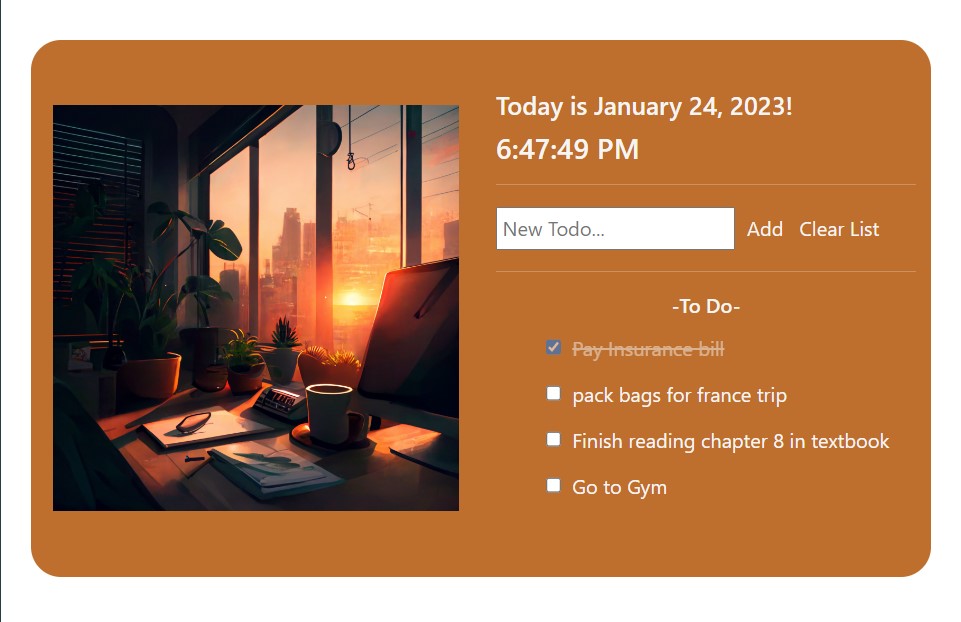 Today is January 24, 2023!
6:47:49 PM
New Todo... Add Clear List
-To Do-
Pay Insurance bill
pack bags for france trip
Finish reading chapter 8 in textbook
Go to Gym